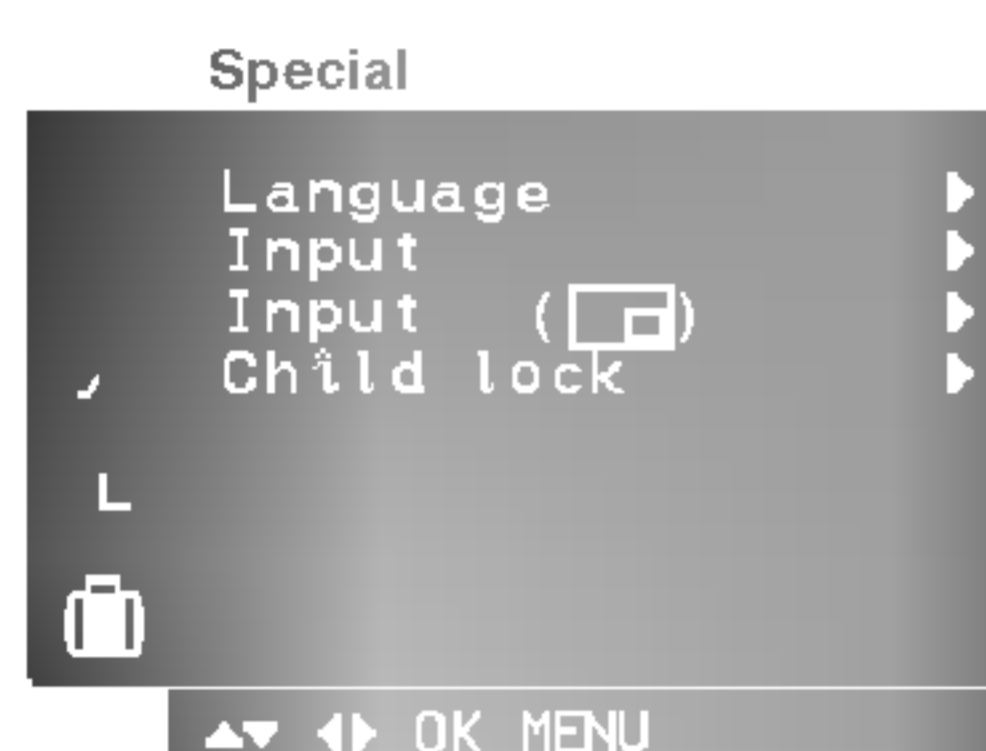 Special
Language
Input
Input ()
Child lock
▲▼ ◀▶ OK MENU